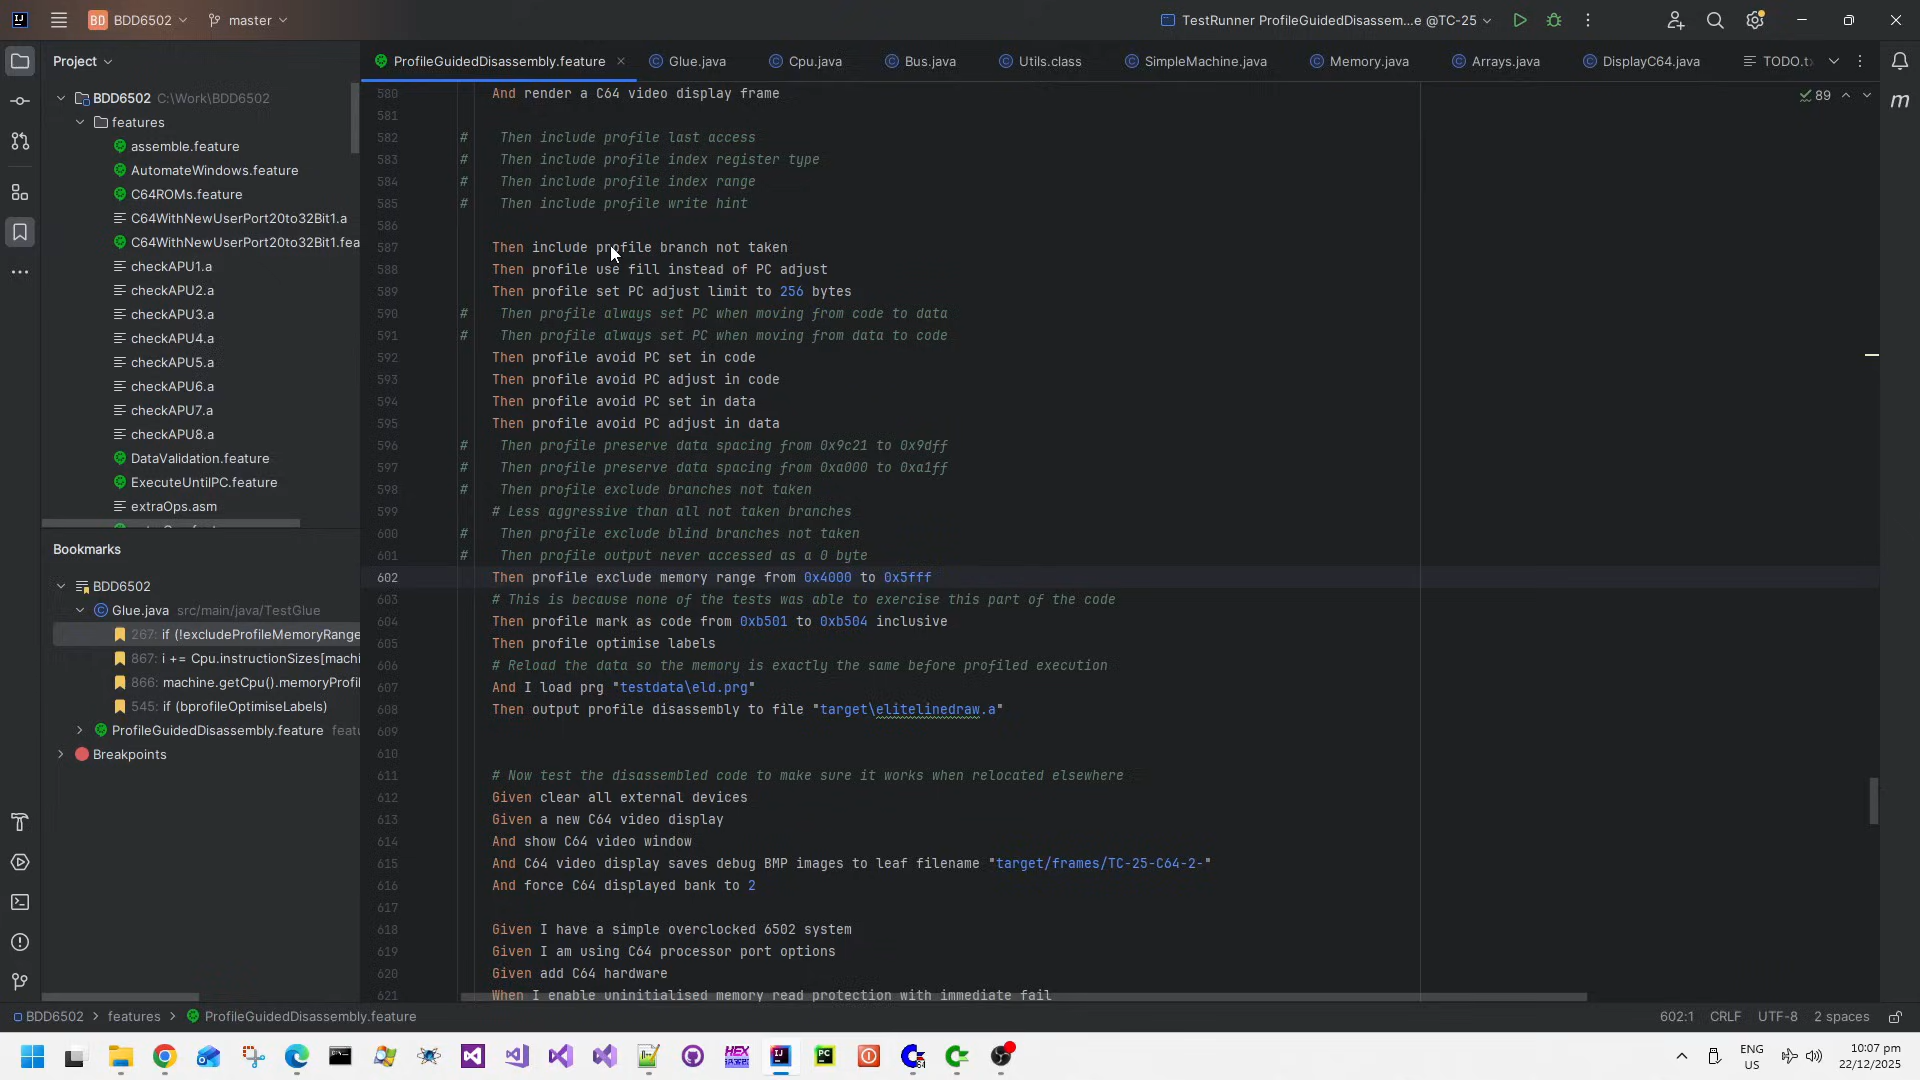 BD BDD6502 master TestRunner ProfileGuidedDisassem...e @TC-25
Project
ProfileGuidedDisassembly.feature Glue.java Cpu.java Bus.java Utils.class SimpleMachine.java Memory.java Arrays.java DisplayC64.java TODO.t
BDD6502 C:\Work\BDD6502
features
assemble.feature
AutomateWindows.feature
C64ROMs.feature
C64WithNewUserPort20to32Bit1.a
C64WithNewUserPort20to32Bit1.fea
checkAPU1.a
checkAPU2.a
checkAPU3.a
checkAPU4.a
checkAPU5.a
checkAPU6.a
checkAPU7.a
checkAPU8.a
DataValidation.feature
ExecuteUntilPC.feature
extraOps.asm
Bookmarks
BDD6502
Glue.java src/main/java/TestGlue
267: if (!excludeProfileMemoryRange
867: i += Cpu.instructionSizes[machi
866: machine.getCpu().memoryProfil
545: if (bprofileOptimiseLabels)
ProfileGuidedDisassembly.feature featu
Breakpoints
89
580 And render a C64 video display frame
581
582 # Then include profile last access
583 # Then include profile index register type
584 # Then include profile index range
585 # Then include profile write hint
586
587 Then include profile branch not taken
588 Then profile use fill instead of PC adjust
589 Then profile set PC adjust limit to 256 bytes
590 # Then profile always set PC when moving from code to data
591 # Then profile always set PC when moving from data to code
592 Then profile avoid PC set in code
593 Then profile avoid PC adjust in code
594 Then profile avoid PC set in data
595 Then profile avoid PC adjust in data
596 # Then profile preserve data spacing from 0x9c21 to 0x9dff
597 # Then profile preserve data spacing from 0xa000 to 0xa1ff
598 # Then profile exclude branches not taken
599 # Less aggressive than all not taken branches
600 # Then profile exclude blind branches not taken
601 # Then profile output never accessed as a 0 byte
602 Then profile exclude memory range from 0x4000 to 0x5fff
603 # This is because none of the tests was able to exercise this part of the code
604 Then profile mark as code from 0xb501 to 0xb504 inclusive
605 Then profile optimise labels
606 # Reload the data so the memory is exactly the same before profiled execution
607 And I load prg "testdata\eld.prg"
608 Then output profile disassembly to file "target\elitelinedraw.a"
609
610
611 # Now test the disassembled code to make sure it works when relocated elsewhere
612 Given clear all external devices
613 Given a new C64 video display
614 And show C64 video window
615 And C64 video display saves debug BMP images to leaf filename "target/frames/TC-25-C64-2-"
616 And force C64 displayed bank to 2
617
618 Given I have a simple overclocked 6502 system
619 Given I am using C64 processor port options
620 Given add C64 hardware
621 When I enable uninitialised memory read protection with immediate fail
BDD6502 > features > ProfileGuidedDisassembly.feature 602:1 CRLF UTF-8 2 spaces
ENG
US
10:07 pm
22/12/2025